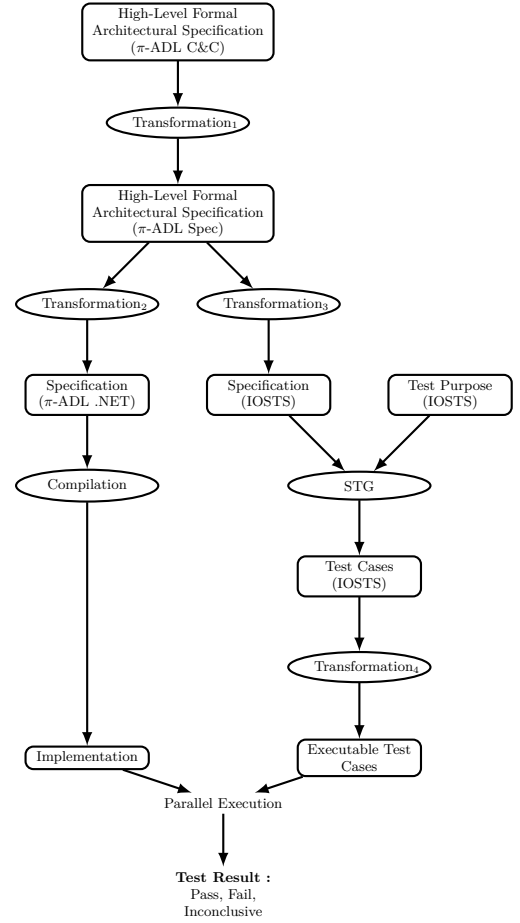 High-Level Formal
Architectural Specification
(π-ADL C&C)
Transformation₁
High-Level Formal
Architectural Specification
(π-ADL Spec)
Transformation₂
Transformation₃
Specification
(π-ADL .NET)
Specification
(IOSTS)
Test Purpose
(IOSTS)
Compilation
STG
Test Cases
(IOSTS)
Transformation₄
Implementation
Executable Test
Cases
Parallel Execution
Test Result :
Pass, Fail,
Inconclusive